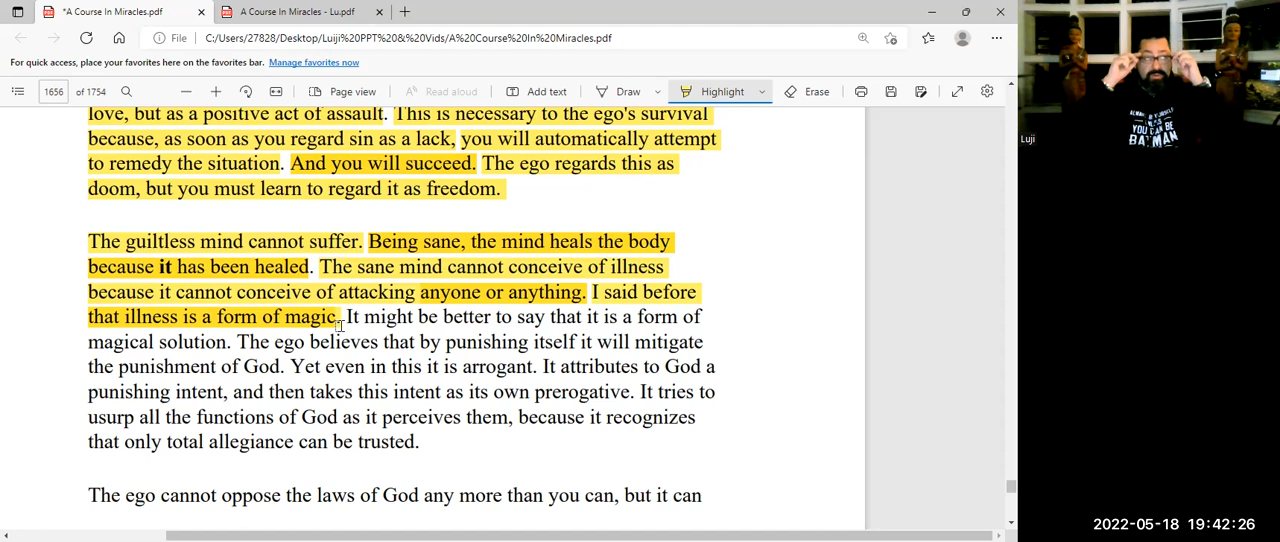 *A Course In Miracles.pdf
A Course In Miracles - Lu.pdf
File
C:/Users/27828/Desktop/Luiji%20PPT%20&%20Vids/A%20Course%20In%20Miracles.pdf
For quick access, place your favorites here on the favorites bar. Manage favorites now
1656 of 1754
Page view
Read aloud
Add text
Draw
Highlight
Erase
love, but as a positive act of assault. This is necessary to the ego's survival
because, as soon as you regard sin as a lack, you will automatically attempt
to remedy the situation. And you will succeed. The ego regards this as
doom, but you must learn to regard it as freedom.
The guiltless mind cannot suffer. Being sane, the mind heals the body
because it has been healed. The sane mind cannot conceive of illness
because it cannot conceive of attacking anyone or anything. I said before
that illness is a form of magic. It might be better to say that it is a form of
magical solution. The ego believes that by punishing itself it will mitigate
the punishment of God. Yet even in this it is arrogant. It attributes to God a
punishing intent, and then takes this intent as its own prerogative. It tries to
usurp all the functions of God as it perceives them, because it recognizes
that only total allegiance can be trusted.
The ego cannot oppose the laws of God any more than you can, but it can
YOU CAN BE
BATMAN
Luji
2022-05-18 19:42:26